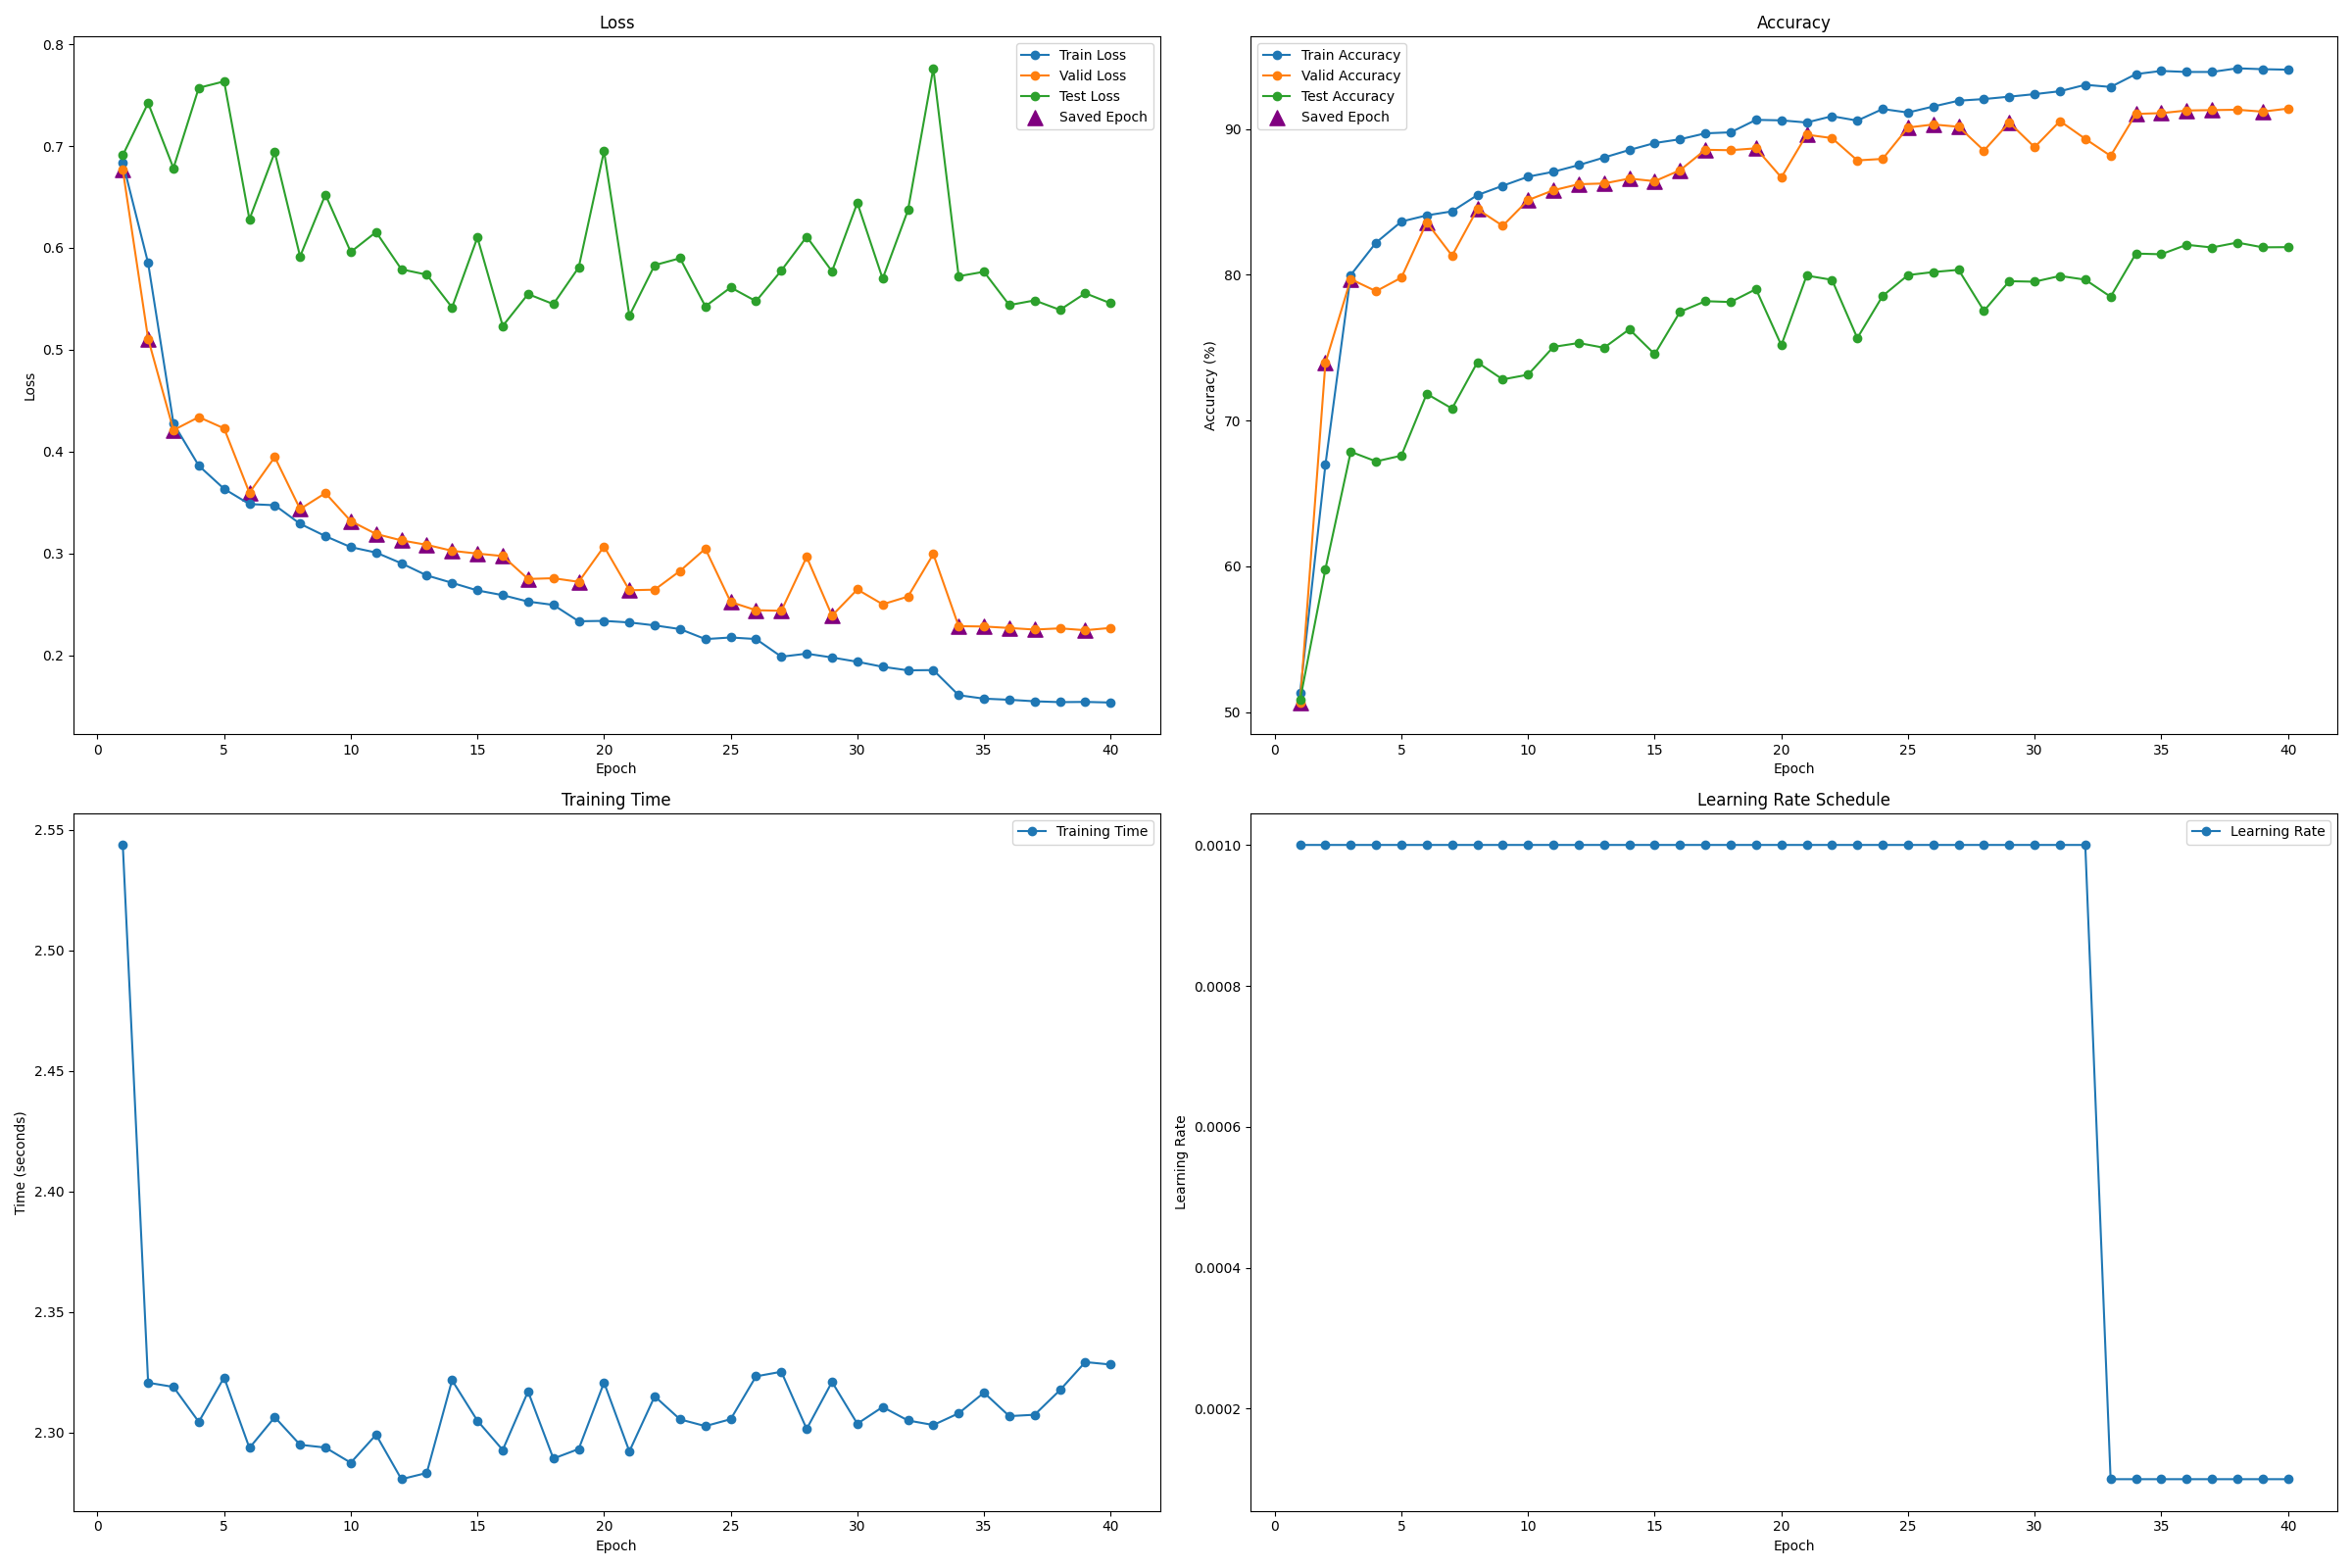 Loss
Train Loss
Valid Loss
Test Loss
Saved Epoch
0.8
0.7
0.6
0.5
0.4
0.3
0.2
Loss
0 5 10 15 20 25 30 35 40
Epoch
Accuracy
Train Accuracy
Valid Accuracy
Test Accuracy
Saved Epoch
90
80
70
60
50
Accuracy (%)
0 5 10 15 20 25 30 35 40
Epoch
Training Time
Training Time
2.55
2.50
2.45
2.40
2.35
2.30
Time (seconds)
0 5 10 15 20 25 30 35 40
Epoch
Learning Rate Schedule
Learning Rate
0.0010
0.0008
0.0006
0.0004
0.0002
Learning Rate
0 5 10 15 20 25 30 35 40
Epoch